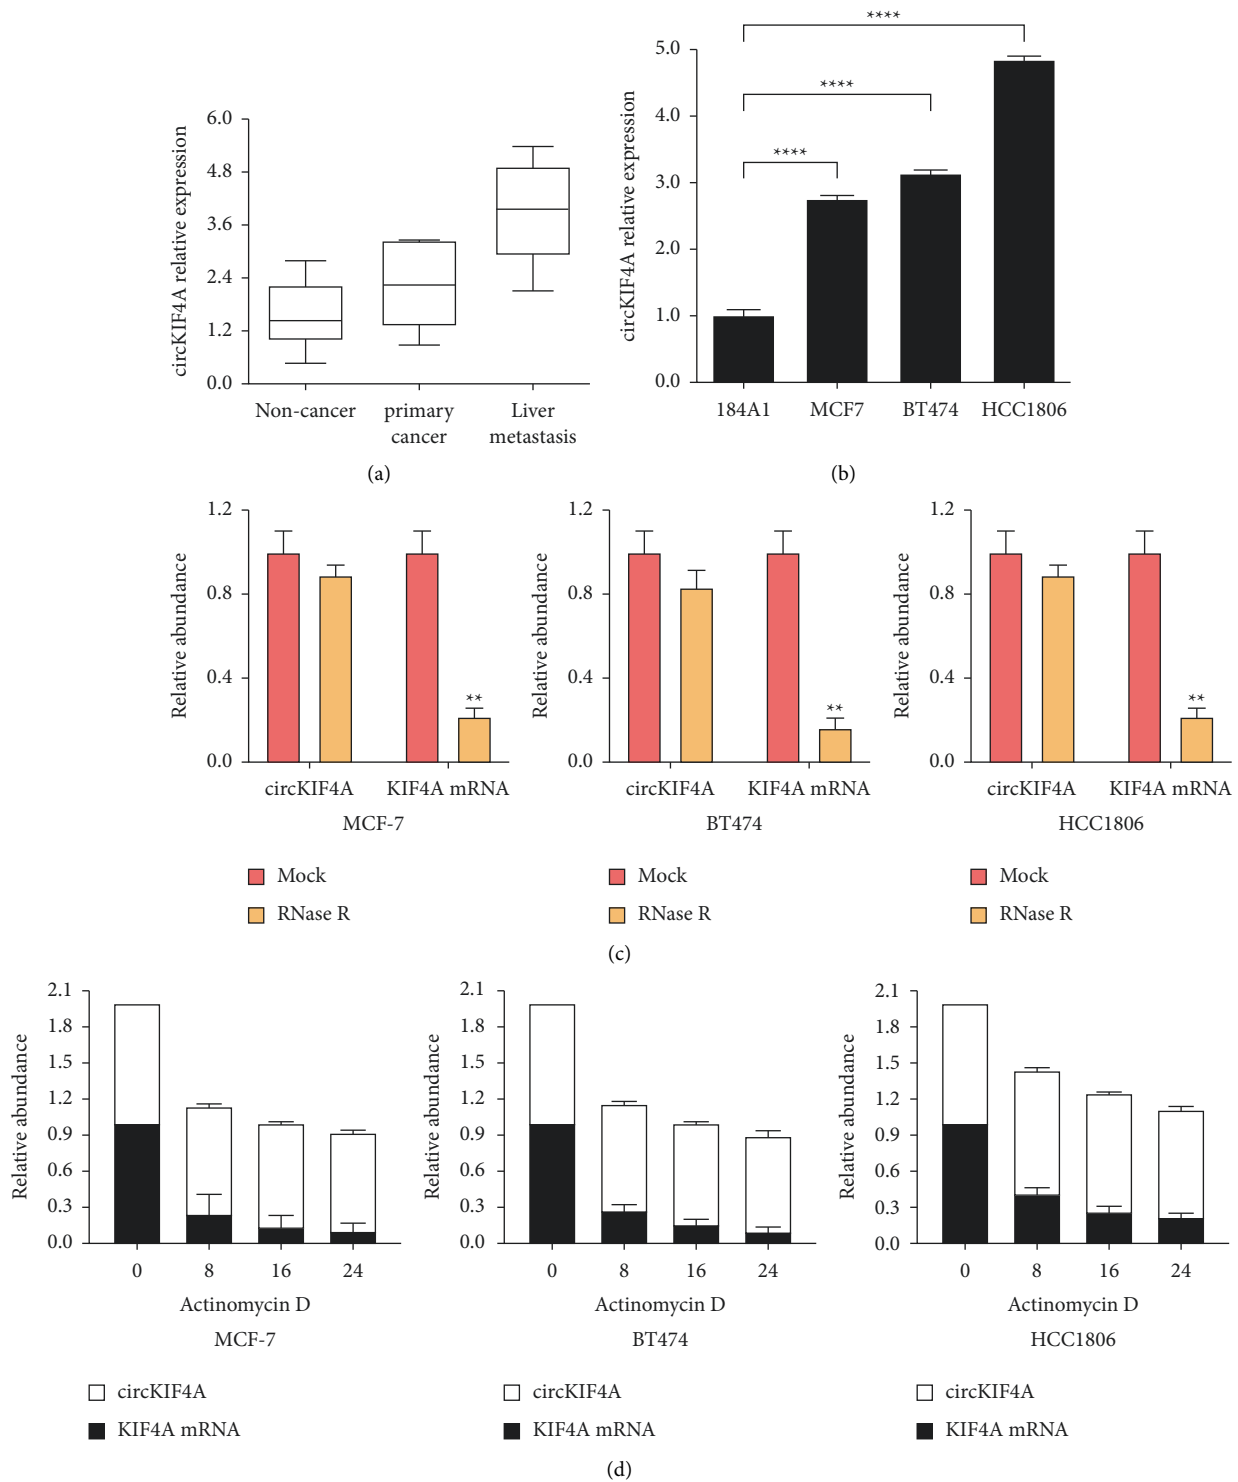 circKIF4A relative expression
6.0
4.8
3.6
2.4
1.2
0.0
Non-cancer
primary
cancer
Liver
metastasis
(a)
circKIF4A relative expression
5.0
4.0
3.0
2.0
1.0
0.0
****
****
****
184A1
MCF7
BT474
HCC1806
(b)
Relative abundance
1.2
0.8
0.4
0.0
**
circKIF4A
KIF4A mRNA
MCF-7
Mock
RNase R
Relative abundance
1.2
0.8
0.4
0.0
**
circKIF4A
KIF4A mRNA
BT474
Mock
RNase R
Relative abundance
1.2
0.8
0.4
0.0
**
circKIF4A
KIF4A mRNA
HCC1806
Mock
RNase R
(c)
Relative abundance
2.1
1.8
1.5
1.2
0.9
0.6
0.3
0.0
0 8 16 24
Actinomycin D
MCF-7
circKIF4A
KIF4A mRNA
Relative abundance
2.1
1.8
1.5
1.2
0.9
0.6
0.3
0.0
0 8 16 24
Actinomycin D
BT474
circKIF4A
KIF4A mRNA
Relative abundance
2.1
1.8
1.5
1.2
0.9
0.6
0.3
0.0
0 8 16 24
Actinomycin D
HCC1806
circKIF4A
KIF4A mRNA
(d)